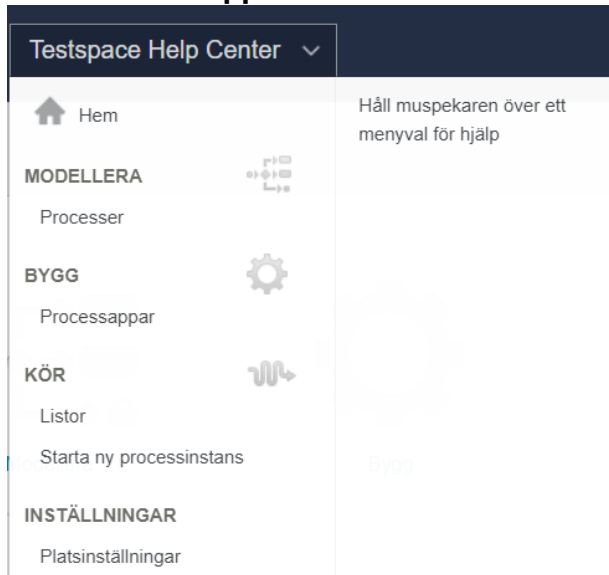 Testspace Help Center
Hem
Håll muspekaren över ett
menyval för hjälp
MODELLERA
Processer
BYGG
Processappar
KÖR
Listor
Starta ny processinstans
Bygg
INSTÄLLNINGAR
Platsinställningar